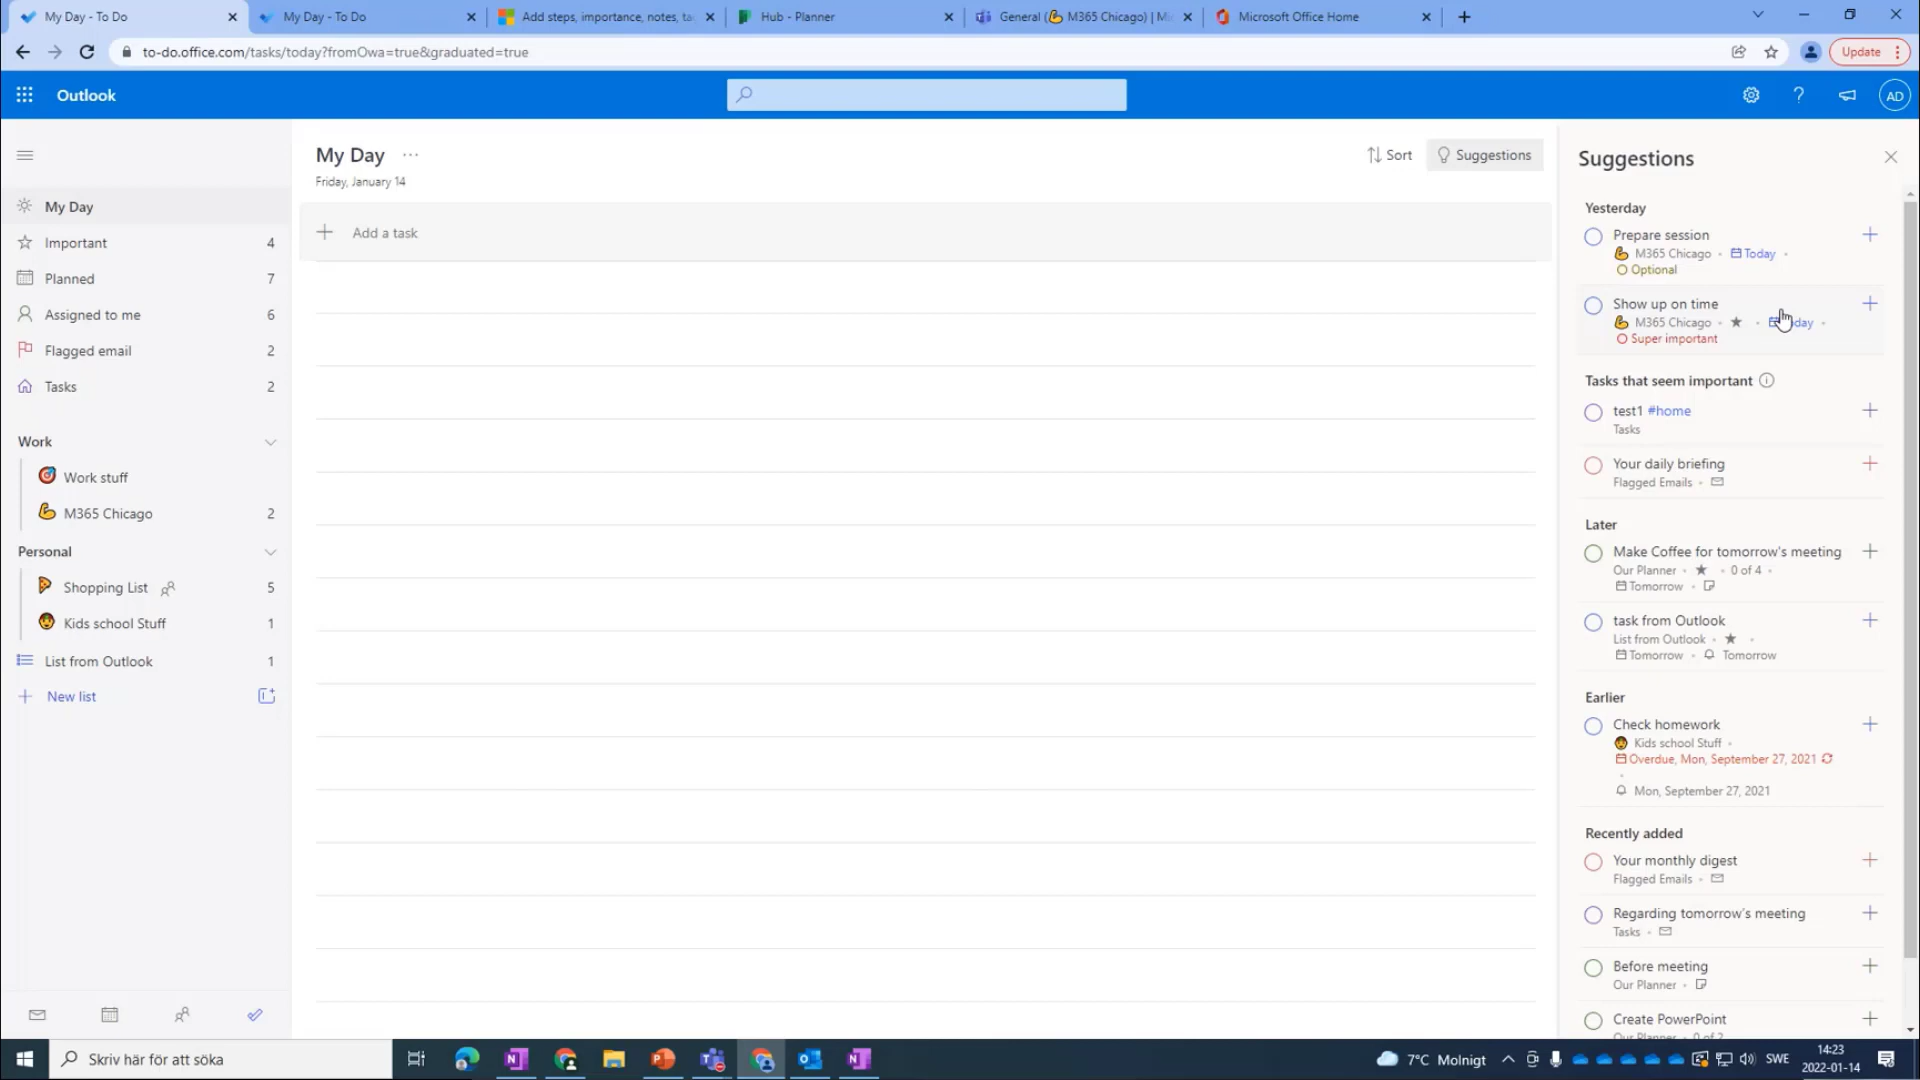 My Day - To Do
My Day - To Do
Add steps, importance, notes, ta
Hub - Planner
General (💪 M365 Chicago) | Mi
Microsoft Office Home
to-do.office.com/tasks/today?fromOwa=true&graduated=true
Update
Outlook
AD
My Day
Important 4
Planned 7
Assigned to me 6
Flagged email 2
Tasks 2
Work
Work stuff
M365 Chicago 2
Personal
Shopping List 5
Kids school Stuff 1
List from Outlook 1
New list
My Day ...
Friday, January 14
Sort
Suggestions
Add a task
Suggestions
Yesterday
Prepare session
M365 Chicago • Today •
Optional
Show up on time
M365 Chicago • ★ • day •
Super important
Tasks that seem important
test1 #home
Tasks
Your daily briefing
Flagged Emails •
Later
Make Coffee for tomorrow's meeting
Our Planner • ★ • 0 of 4 •
Tomorrow •
task from Outlook
List from Outlook • ★ •
Tomorrow • Tomorrow
Earlier
Check homework
Kids school Stuff •
Overdue, Mon, September 27, 2021
•
Mon, September 27, 2021
Recently added
Your monthly digest
Flagged Emails •
Regarding tomorrow's meeting
Tasks •
Before meeting
Our Planner •
Create PowerPoint
Skriv här för att söka
7°C Molnigt
SWE
14:23
2022-01-14